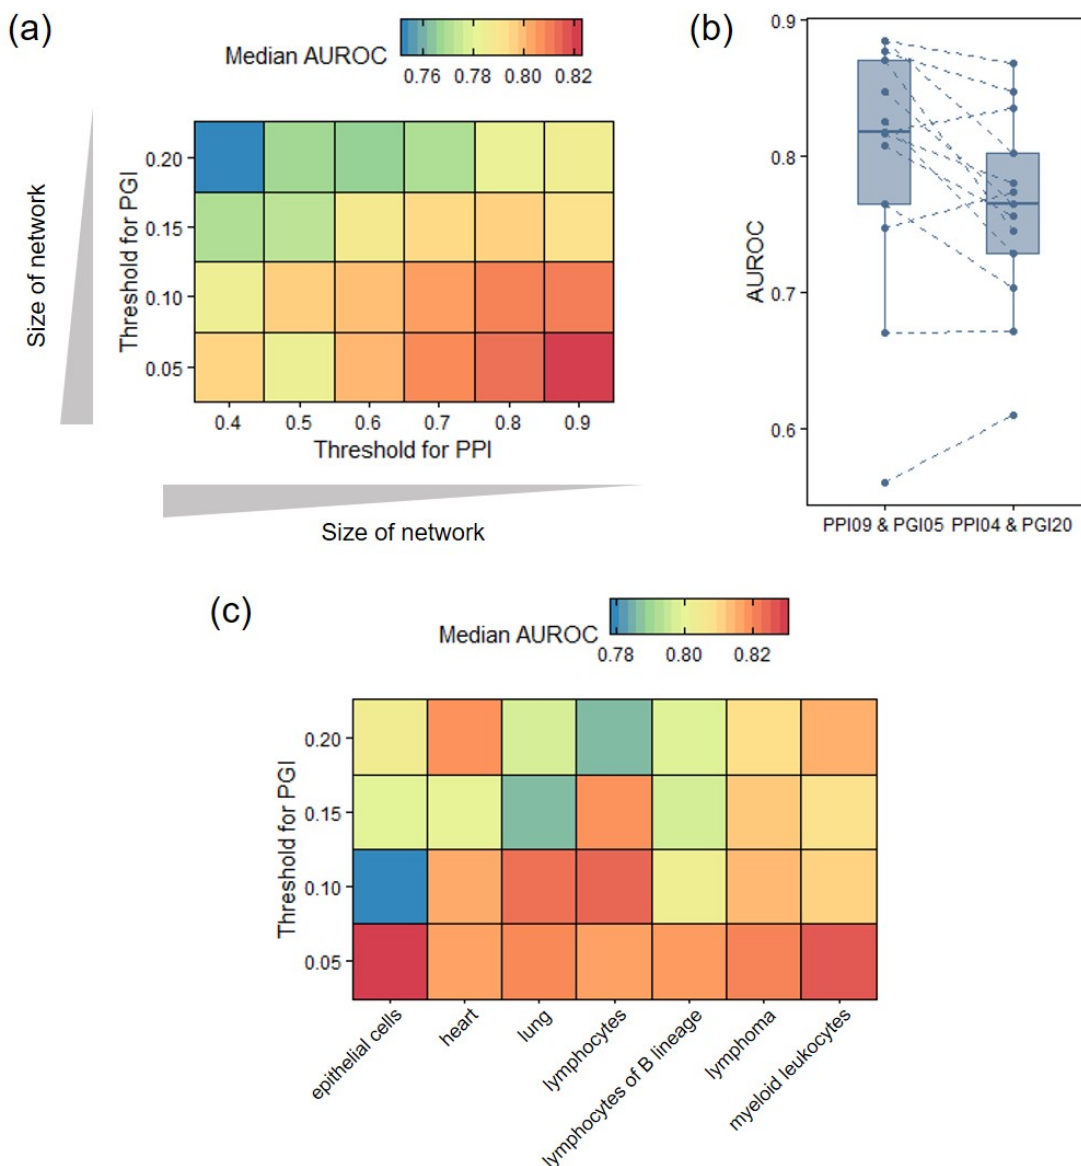 (a)
Median AUROC
0.76 0.78 0.80 0.82
Size of network
Threshold for PGI
0.20
0.15
0.10
0.05
0.4 0.5 0.6 0.7 0.8 0.9
Threshold for PPI
Size of network
(b)
AUROC
0.9
0.8
0.7
0.6
PPI09 & PGI05 PPI04 & PGI20
(c)
Median AUROC
0.78 0.80 0.82
Threshold for PGI
0.20
0.15
0.10
0.05
epithelial cells
heart
lung
lymphocytes
lymphocytes of B lineage
lymphoma
myeloid leukocytes